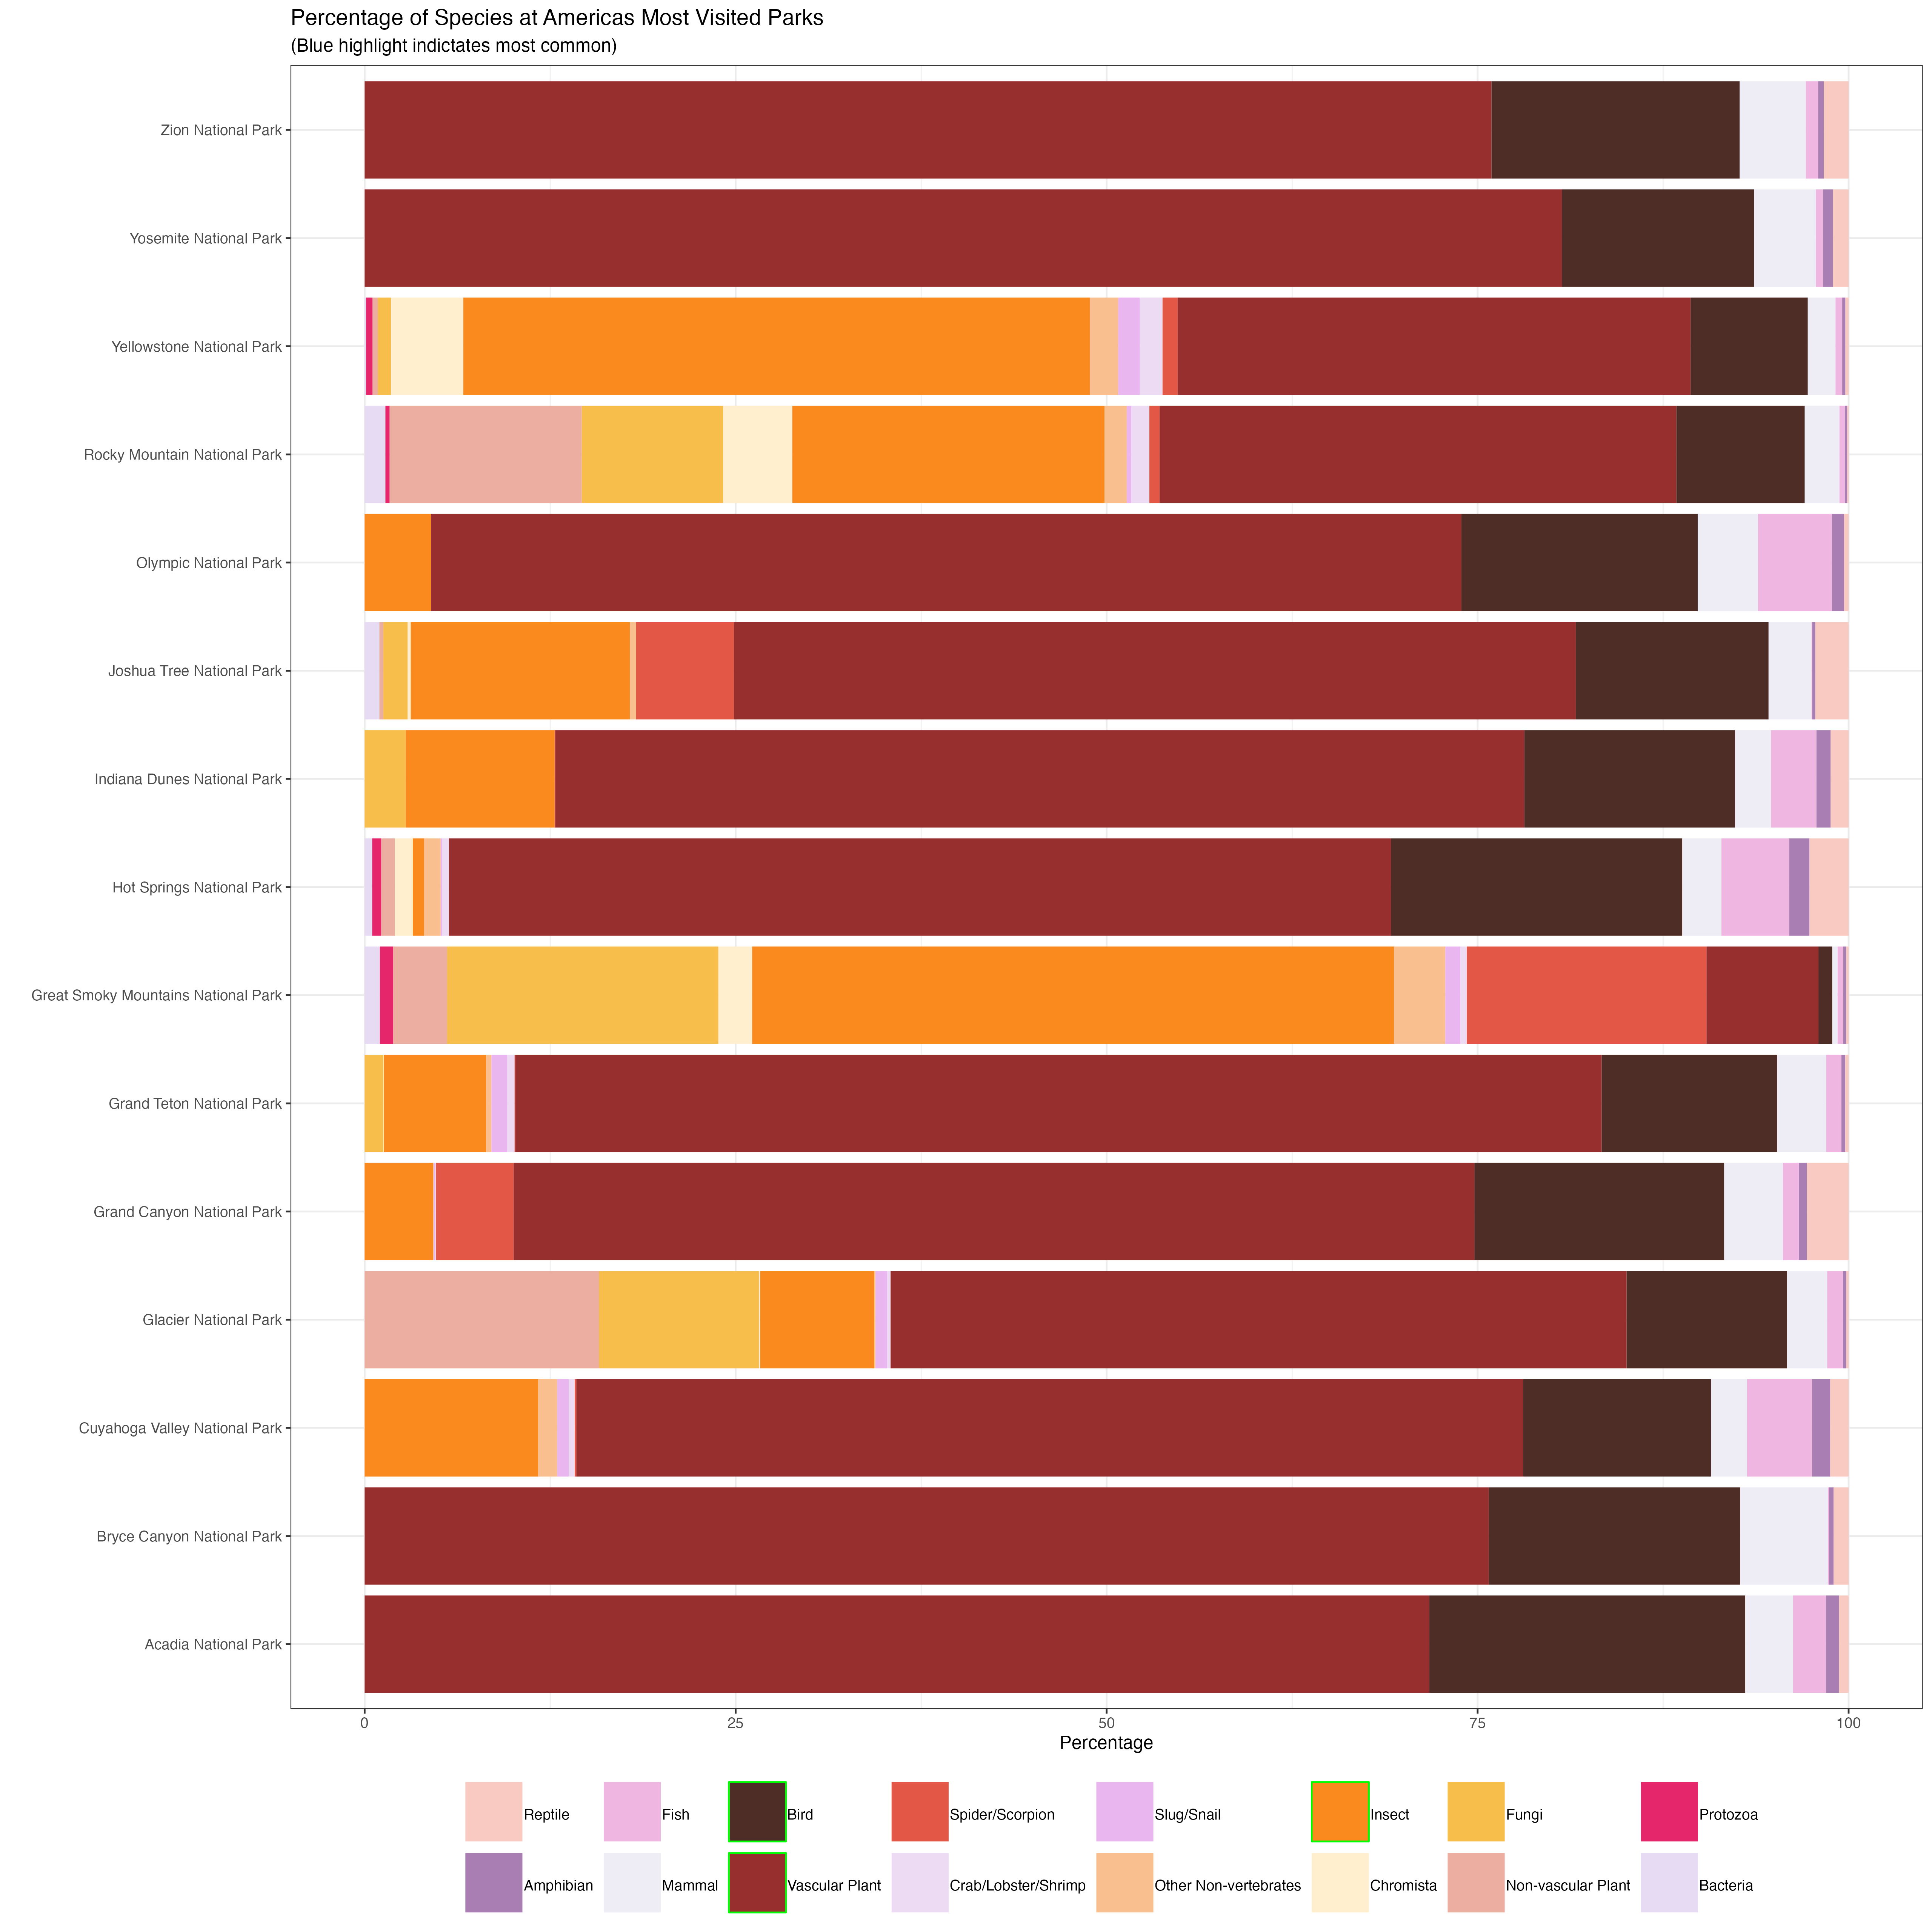 Percentage of Species at Americas Most Visited Parks
(Blue highlight indictates most common)
Zion National Park
Yosemite National Park
Yellowstone National Park
Rocky Mountain National Park
Olympic National Park
Joshua Tree National Park
Indiana Dunes National Park
Hot Springs National Park
Great Smoky Mountains National Park
Grand Teton National Park
Grand Canyon National Park
Glacier National Park
Cuyahoga Valley National Park
Bryce Canyon National Park
Acadia National Park
0 25 50 75 100
Percentage
Reptile Fish Bird Spider/Scorpion Slug/Snail Insect Fungi Protozoa
Amphibian Mammal Vascular Plant Crab/Lobster/Shrimp Other Non-vertebrates Chromista Non-vascular Plant Bacteria